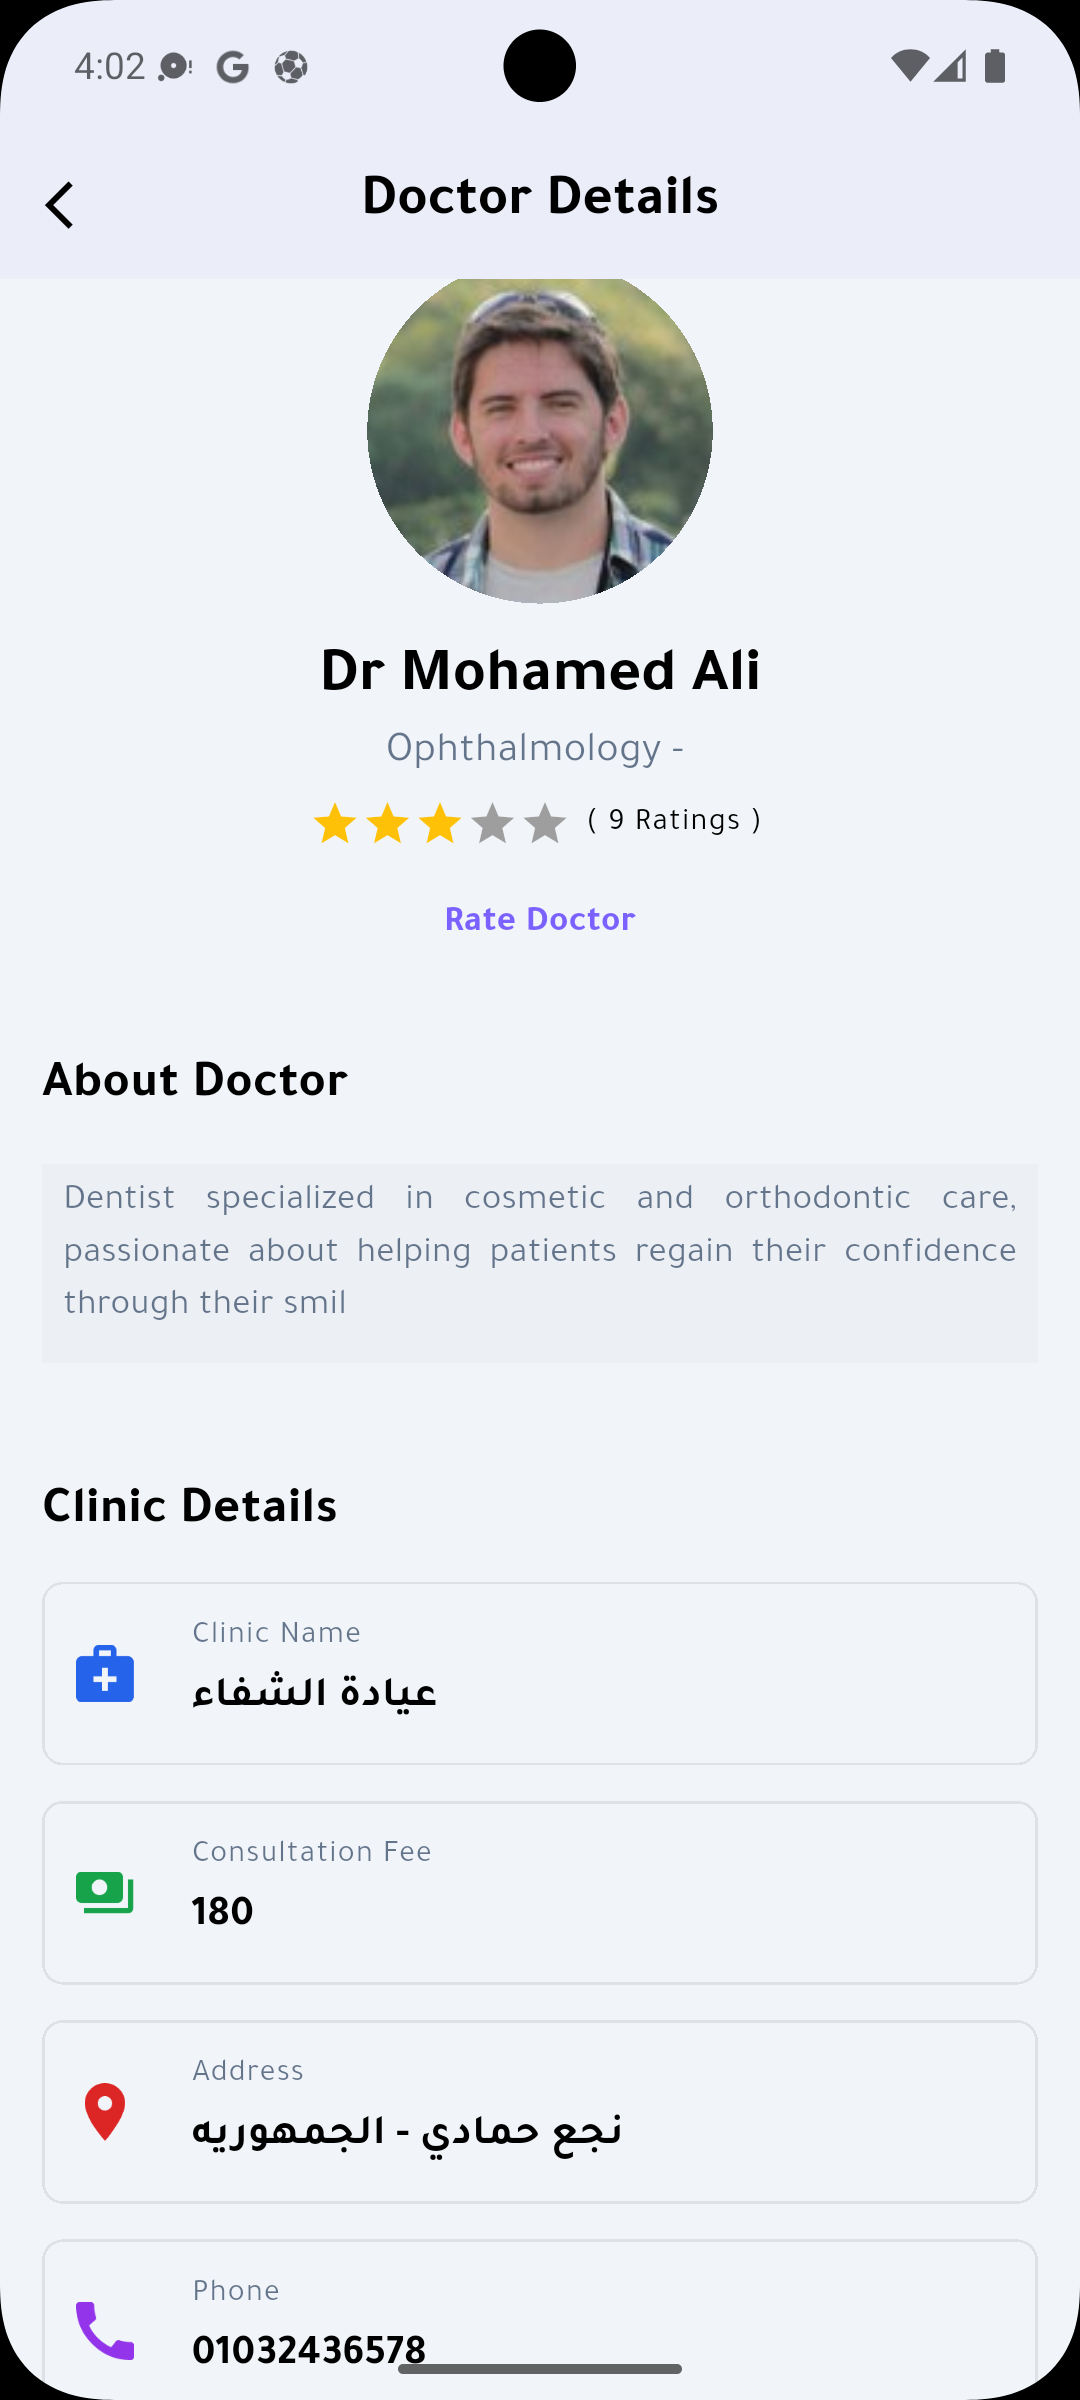 4:02
Doctor Details
Dr Mohamed Ali
Ophthalmology -
( 9 Ratings )
Rate Doctor
About Doctor
Dentist specialized in cosmetic and orthodontic care,
passionate about helping patients regain their confidence
through their smil
Clinic Details
Clinic Name
عيادة الشفاء
Consultation Fee
180
Address
نجع حمادي - الجمهوريه
Phone
01032436578